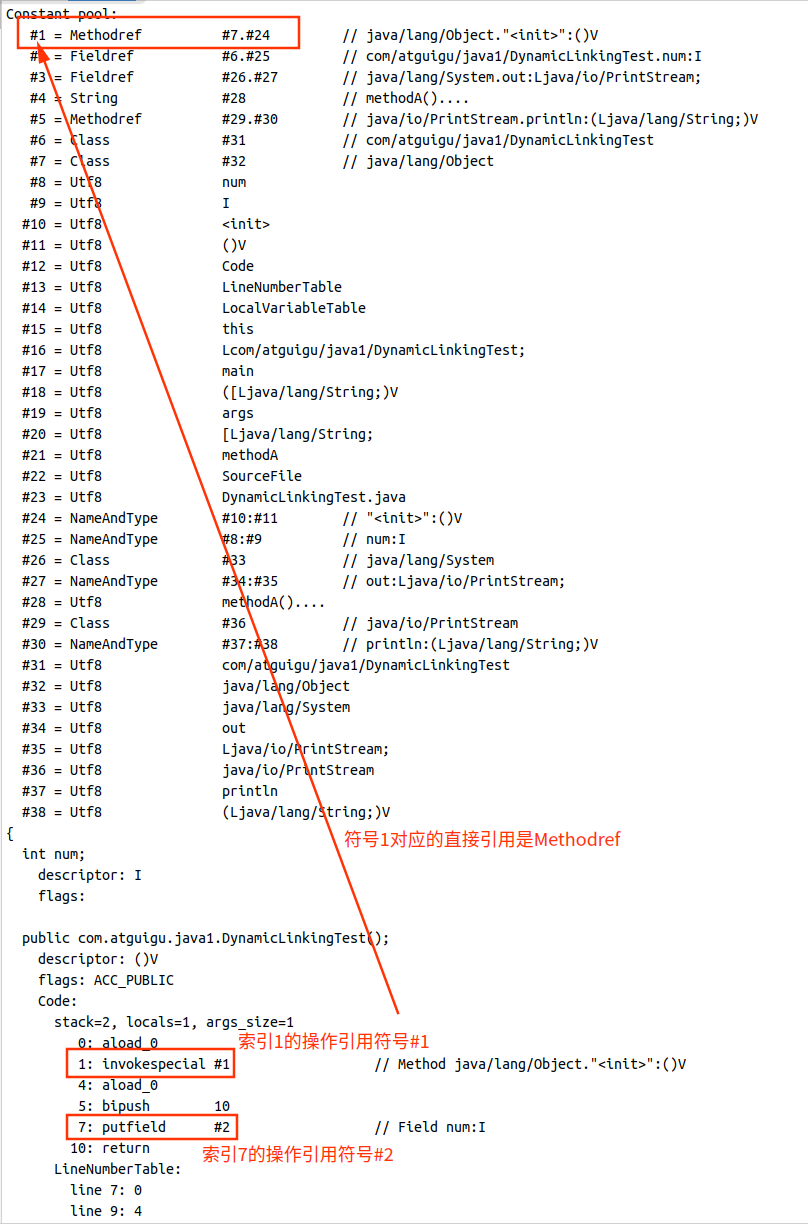 Constant pool:
#1 = Methodref #7.#24 // java/lang/Object."<init>":()V
# = Fieldref #6.#25 // com/atguigu/java1/DynamicLinkingTest.num:I
#3 = Fieldref #26.#27 // java/lang/System.out:Ljava/io/PrintStream;
#4 = String #28 // methodA()....
#5 = Methodref #29.#30 // java/io/PrintStream.println:(Ljava/lang/String;)V
#6 = Class #31 // com/atguigu/java1/DynamicLinkingTest
#7 = Class #32 // java/lang/Object
#8 = Utf8 num
#9 = Utf8 I
#10 = Utf8 <init>
#11 = Utf8 ()V
#12 = Utf8 Code
#13 = Utf8 LineNumberTable
#14 = Utf8 LocalVariableTable
#15 = Utf8 this
#16 = Utf8 Lcom/atguigu/java1/DynamicLinkingTest;
#17 = Utf8 main
#18 = Utf8 ([Ljava/lang/String;)V
#19 = Utf8 args
#20 = Utf8 [Ljava/lang/String;
#21 = Utf8 methodA
#22 = Utf8 SourceFile
#23 = Utf8 DynamicLinkingTest.java
#24 = NameAndType #10:#11 // "<init>":()V
#25 = NameAndType #8:#9 // num:I
#26 = Class #33 // java/lang/System
#27 = NameAndType #34:#35 // out:Ljava/io/PrintStream;
#28 = Utf8 methodA()....
#29 = Class #36 // java/io/PrintStream
#30 = NameAndType #37:#38 // println:(Ljava/lang/String;)V
#31 = Utf8 com/atguigu/java1/DynamicLinkingTest
#32 = Utf8 java/lang/Object
#33 = Utf8 java/lang/System
#34 = Utf8 out
#35 = Utf8 Ljava/io/PrintStream;
#36 = Utf8 java/io/PrintStream
#37 = Utf8 println
#38 = Utf8 (Ljava/lang/String;)V
{
符号1对应的直接引用是Methodref
int num;
descriptor: I
flags:
public com.atguigu.java1.DynamicLinkingTest();
descriptor: ()V
flags: ACC_PUBLIC
Code:
stack=2, locals=1, args_size=1
0: aload_0
索引1的操作引用符号#1
1: invokespecial #1 // Method java/lang/Object."<init>":()V
4: aload_0
5: bipush 10
7: putfield #2 // Field num:I
10: return
索引7的操作引用符号#2
LineNumberTable:
line 7: 0
line 9: 4